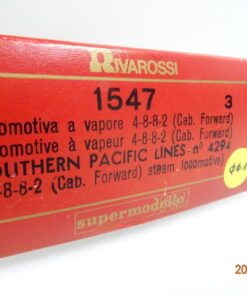 RIVAROSSI
1547 3
omotiva a vapore 4-8-8-2 (Cab. Forward)
omotive à vapeur 4-8-8-2 (Cab. Forward)
OUTHERN PACIFIC LINES - nº 4294
-8-8-2 (Cab. Forward) steam locomotive)
supermodello
20